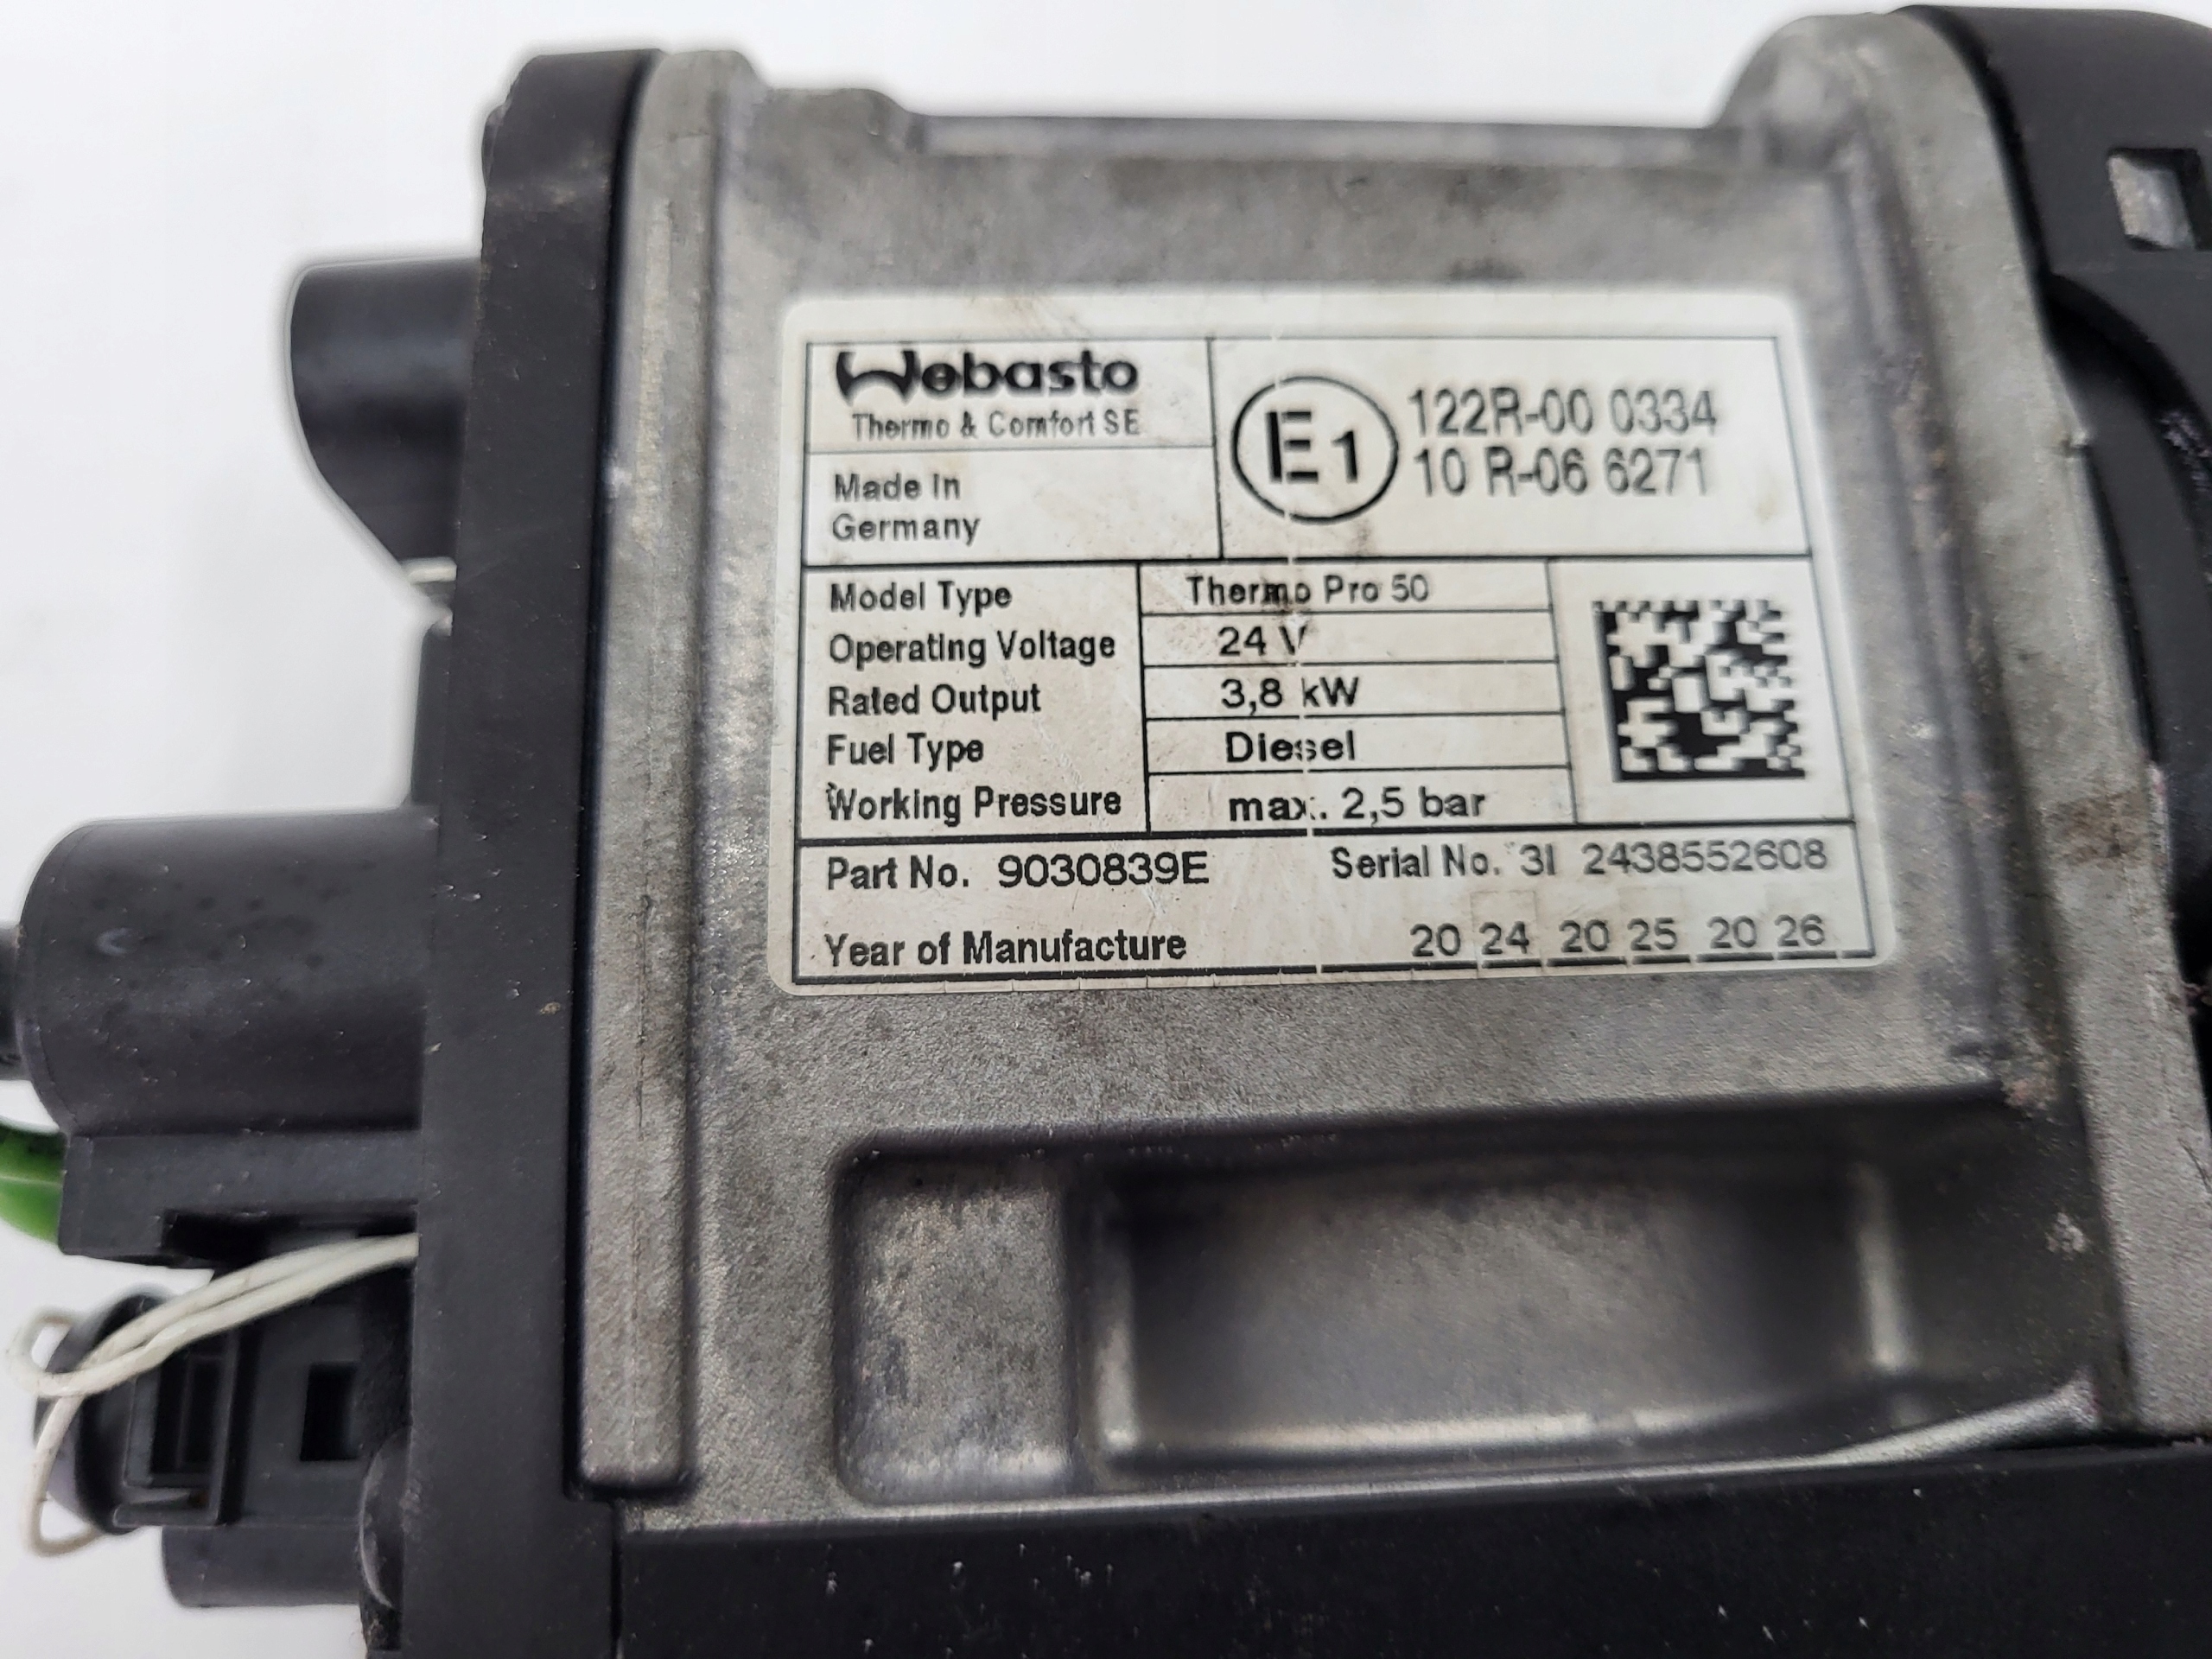 Webasto
Thermo & Comfort SE
Made in
Germany
E1
122R-00 0334
10 R-06 6271
Model Type Thermo Pro 50
Operating Voltage 24 V
Rated Output 3,8 kW
Fuel Type Diesel
Working Pressure max. 2,5 bar
Part No. 9030839E Serial No. 3I 2438552608
Year of Manufacture 20 24 20 25 20 26